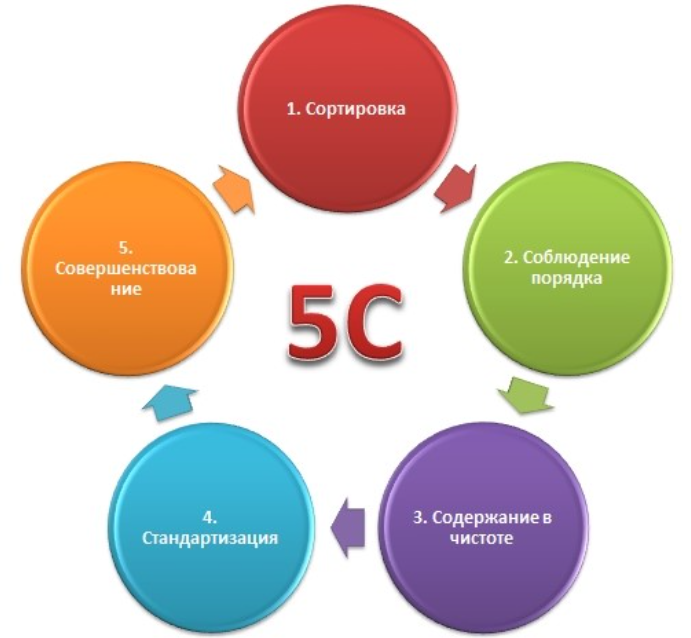 1. Сортировка
2. Соблюдение
порядка
3. Содержание в
чистоте
4.
Стандартизация
5.
Совершенствова
ние
5С